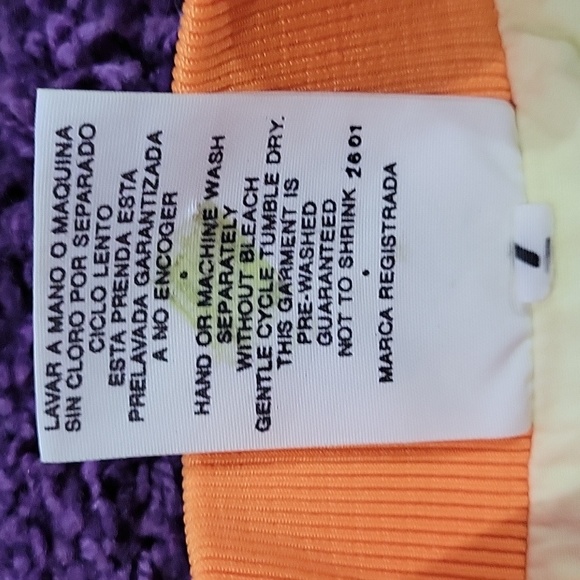 LAVAR A MANO O MAQUINA
SIN CLORO POR SEPARADO
CICLO LENTO
ESTA PRENDA ESTA
PRELAVADA GARANTIZADA
A NO ENCOGER
HAND OR MACHINE WASH
SEPARATELY
WITHOUT BLEACH
GENTLE CYCLE TUMBLE DRY.
THIS GARMENT IS
PRE-WASHED
GUARANTEED
NOT TO SHRINK 2601
MARCA REGISTRADA